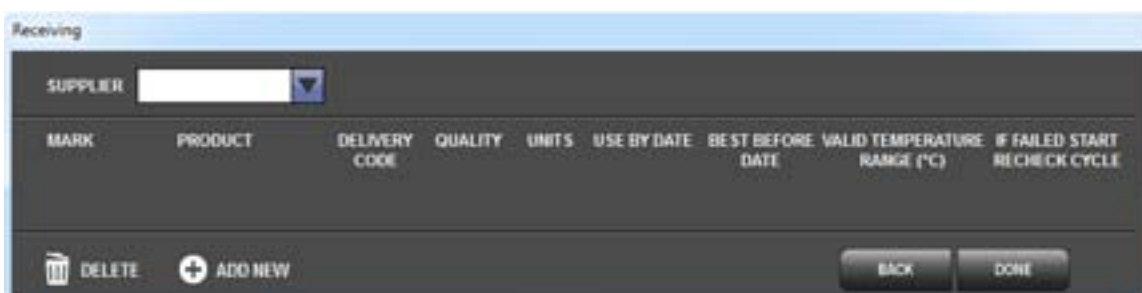 Receiving
SUPPLIER
MARK PRODUCT DELIVERY QUALITY UNITS USE BY DATE BEST BEFORE VALID TEMPERATURE IF FAILED START
CODE DATE RANGE (°C) RECHECK CYCLE
DELETE ADD NEW BACK DONE